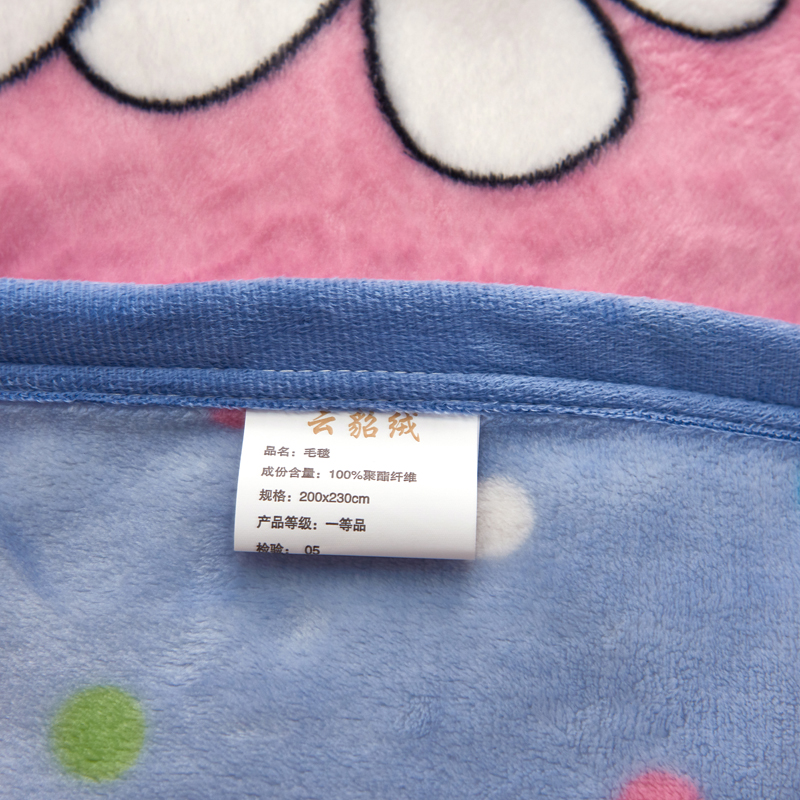 云貂绒
品名：毛毯
成份含量：100%聚酯纤维
规格：200x230cm
产品等级：一等品
检验： 05